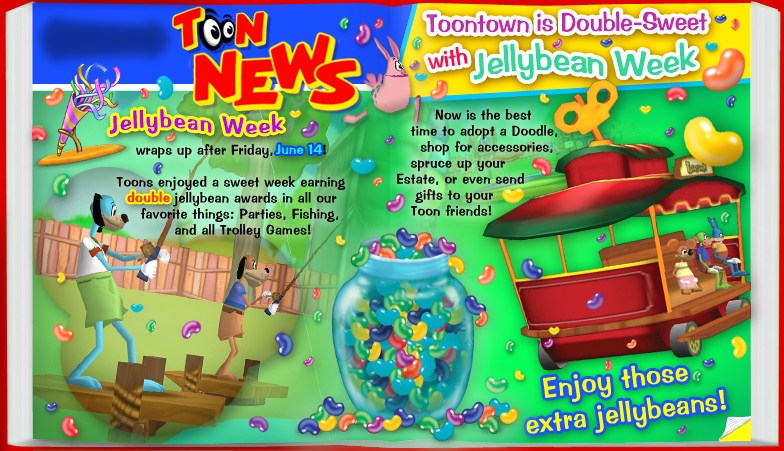 Toon
News
Jellybean Week
wraps up after Friday, June 14!
Toons enjoyed a sweet week earning
double jellybean awards in all our
favorite things: Parties, Fishing,
and all Trolley Games!
Toontown is Double-Sweet
with Jellybean Week
Now is the best
time to adopt a Doodle,
shop for accessories,
spruce up your
Estate, or even send
gifts to your
Toon friends!
Enjoy those
extra jellybeans!